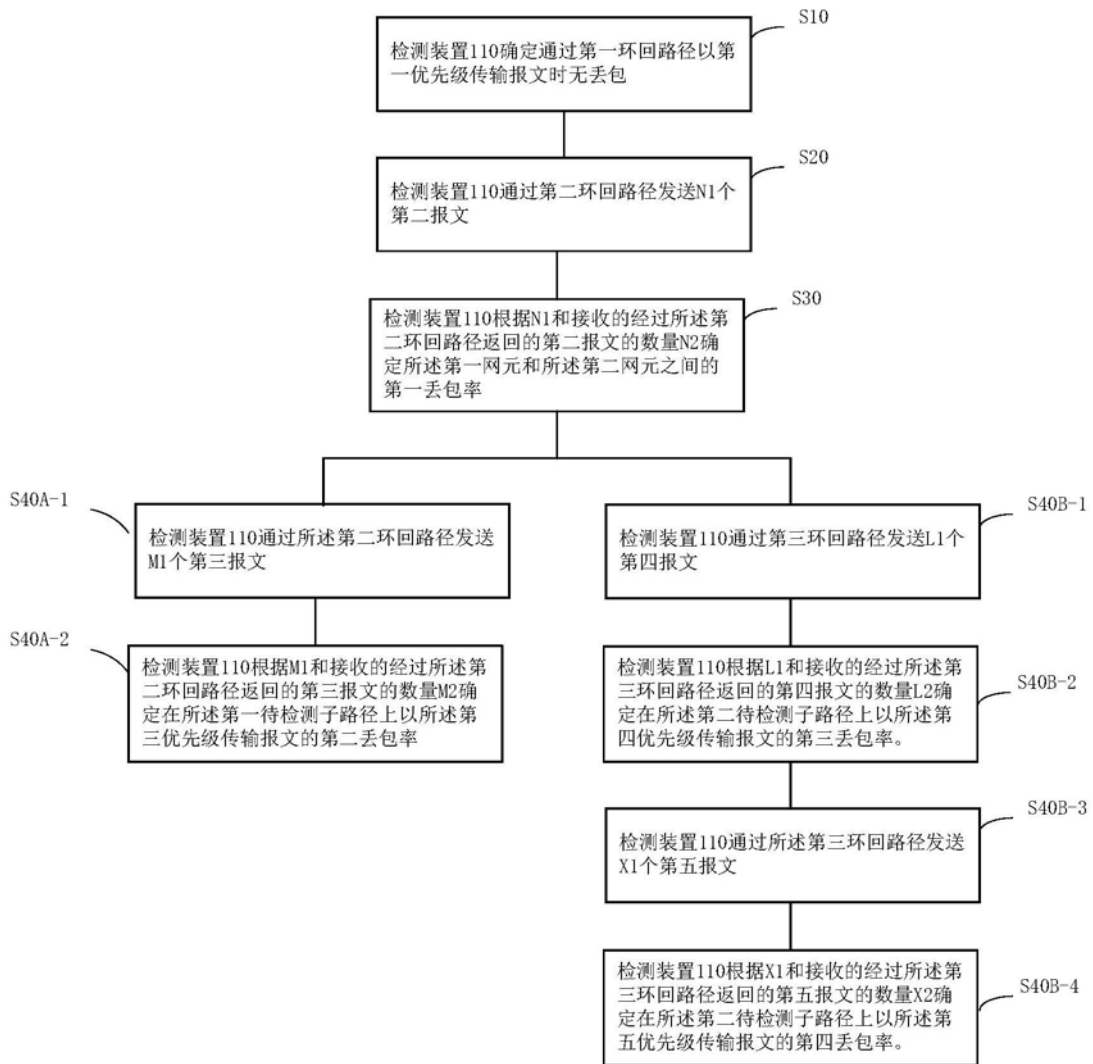 S10
检测装置110确定通过第一环回路径以第
一优先级传输报文时无丢包
S20
检测装置110通过第二环回路径发送N1个
第二报文
S30
检测装置110根据N1和接收的经过所述第
二环回路径返回的第二报文的数量N2确
定所述第一网元和所述第二网元之间的
第一丢包率
S40A-1
检测装置110通过所述第二环回路径发送
M1个第三报文
S40A-2
检测装置110根据M1和接收的经过所述第
二环回路径返回的第三报文的数量M2确
定在所述第一待检测子路径上以所述第
三优先级传输报文的第二丢包率
S40B-1
检测装置110通过第三环回路径发送L1个
第四报文
S40B-2
检测装置110根据L1和接收的经过所述第
三环回路径返回的第四报文的数量L2确
定在所述第二待检测子路径上以所述第
四优先级传输报文的第三丢包率。
S40B-3
检测装置110通过所述第三环回路径发送
X1个第五报文
S40B-4
检测装置110根据X1和接收的经过所述第
三环回路径返回的第五报文的数量X2确
定在所述第二待检测子路径上以所述第
五优先级传输报文的第四丢包率。